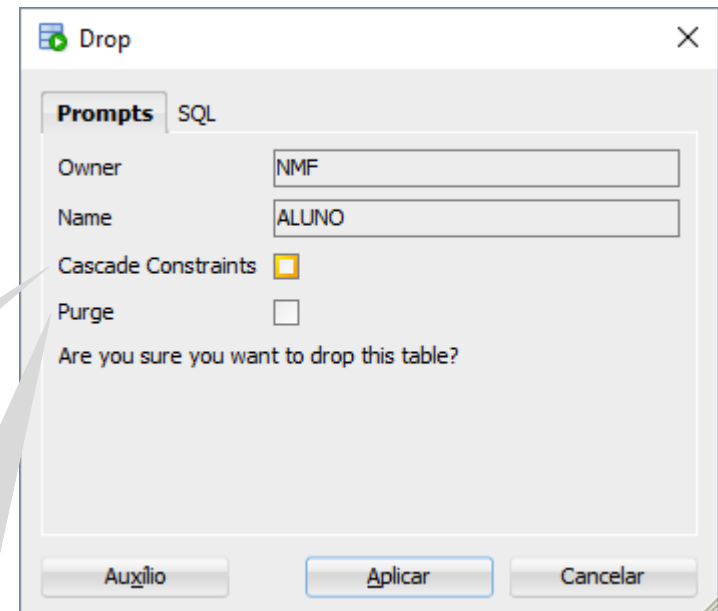 Drop
Prompts SQL
Owner NMF
Name ALUNO
Cascade Constraints
Purge
Are you sure you want to drop this table?
Auxílio Aplicar Cancelar